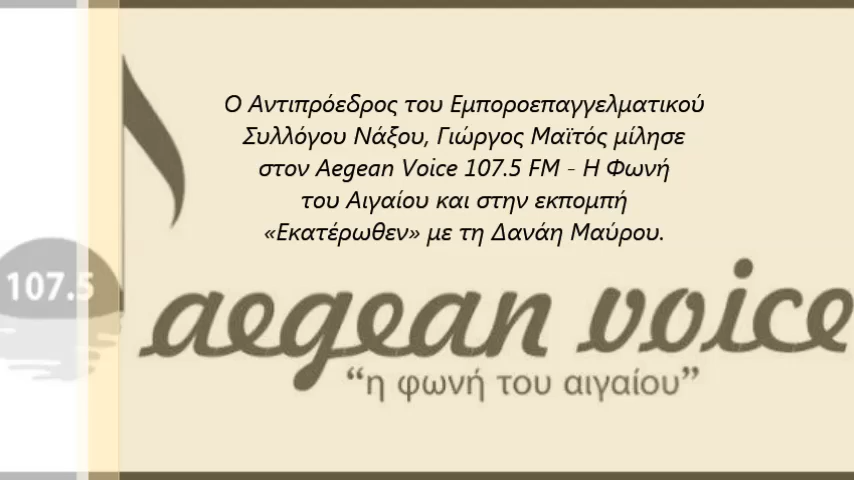 Ο Αντιπρόεδρος του Εμποροεπαγγελματικού
Συλλόγου Νάξου, Γιώργος Μαϊτός μίλησε
στον Aegean Voice 107.5 FM - Η Φωνή
του Αιγαίου και στην εκπομπή
«Εκατέρωθεν» με τη Δανάη Μαύρου.
107.5
aegean voice
“η φωνή του αιγαίου”